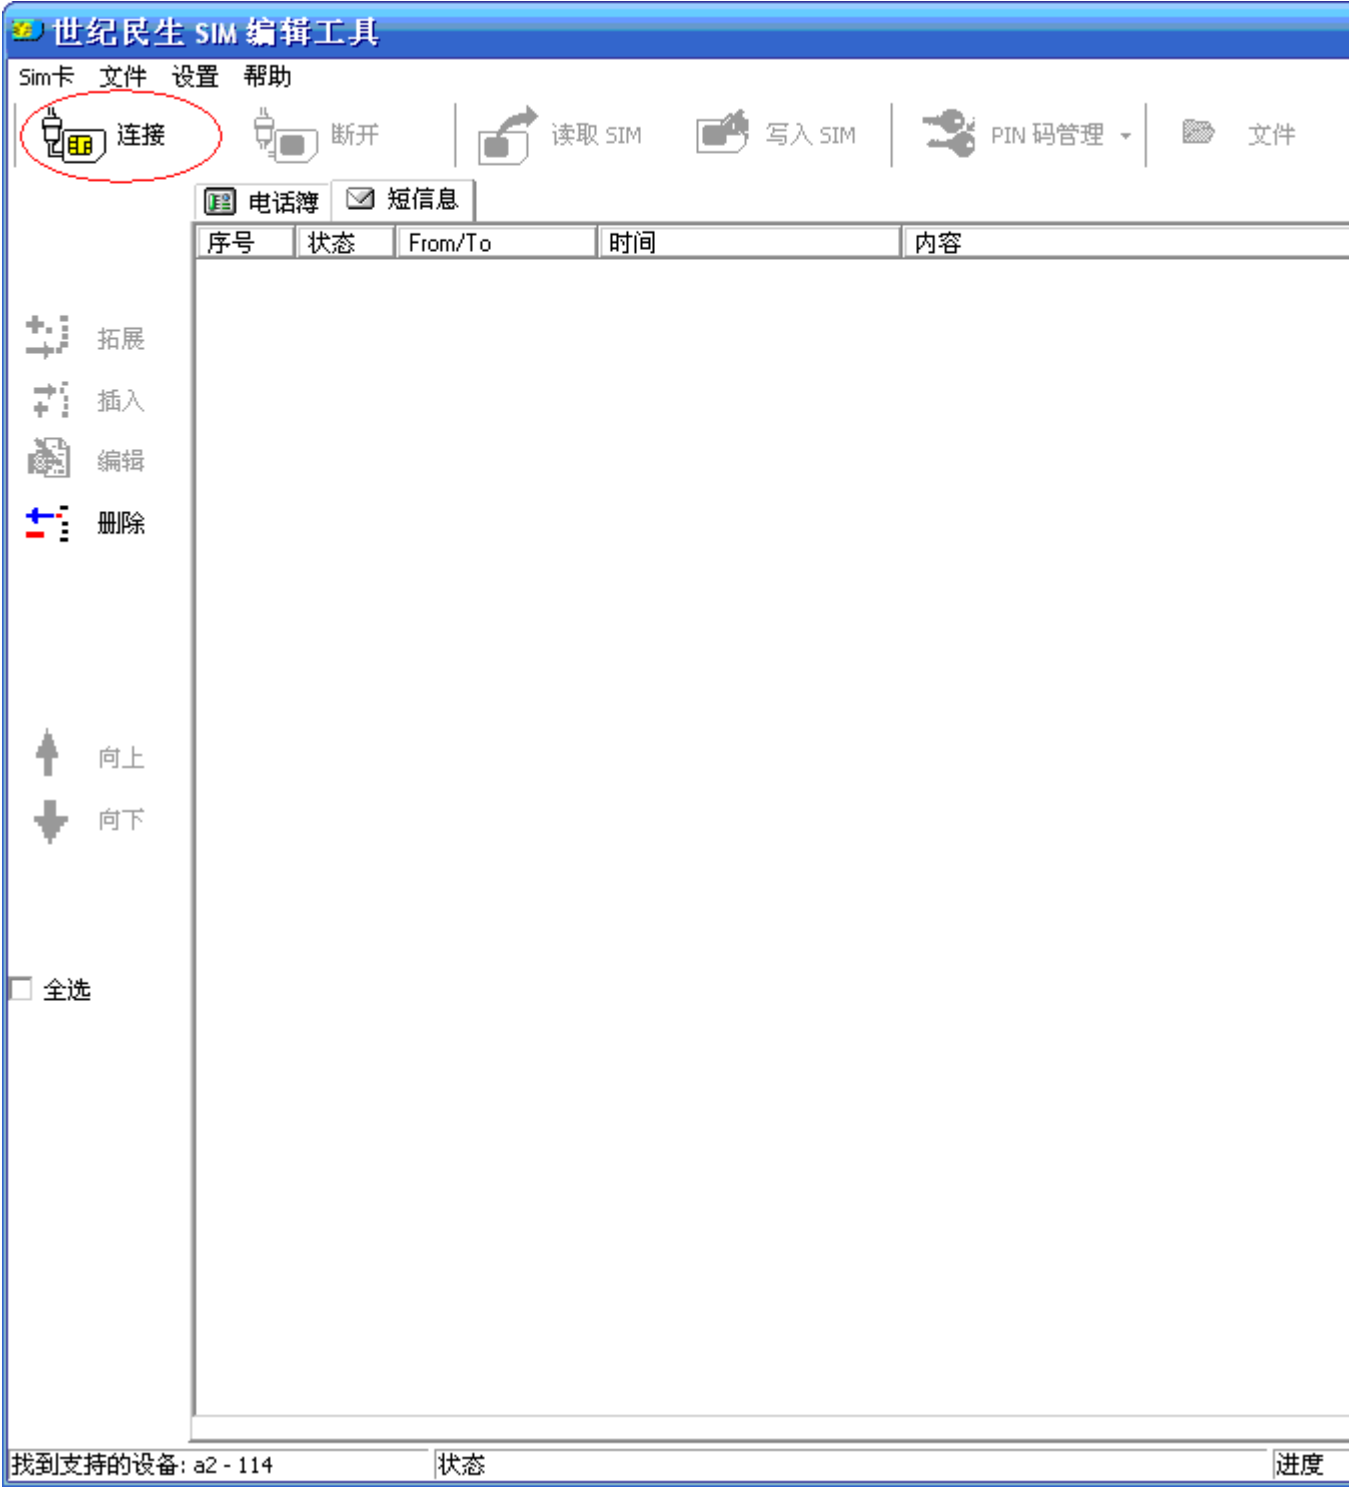 世纪民生 SIM 编辑工具
Sim卡 文件 设置 帮助
连接 断开 读取 SIM 写入 SIM PIN 码管理 文件
电话簿 短信息
序号 状态 From/To 时间 内容
拓展
插入
编辑
删除
向上
向下
全选
找到支持的设备: a2 - 114 状态 进度